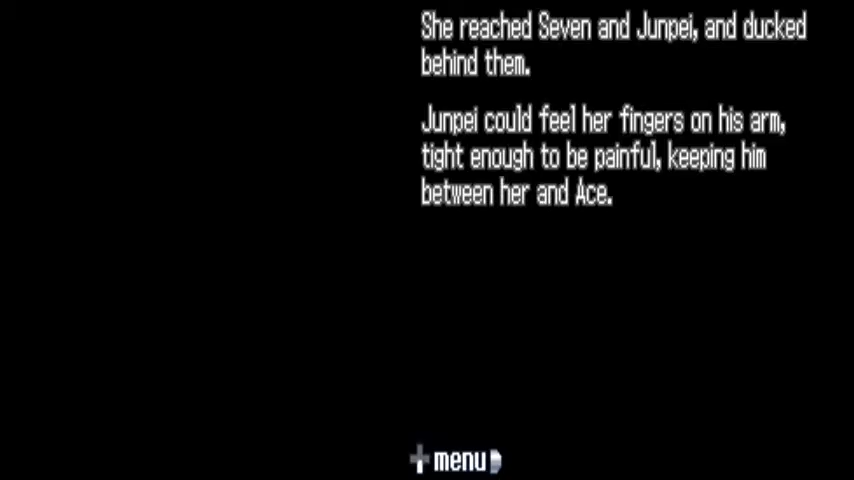 She reached Seven and Junpei, and ducked
behind them.
Junpei could feel her fingers on his arm,
tight enough to be painful, keeping him
between her and Ace.
menu